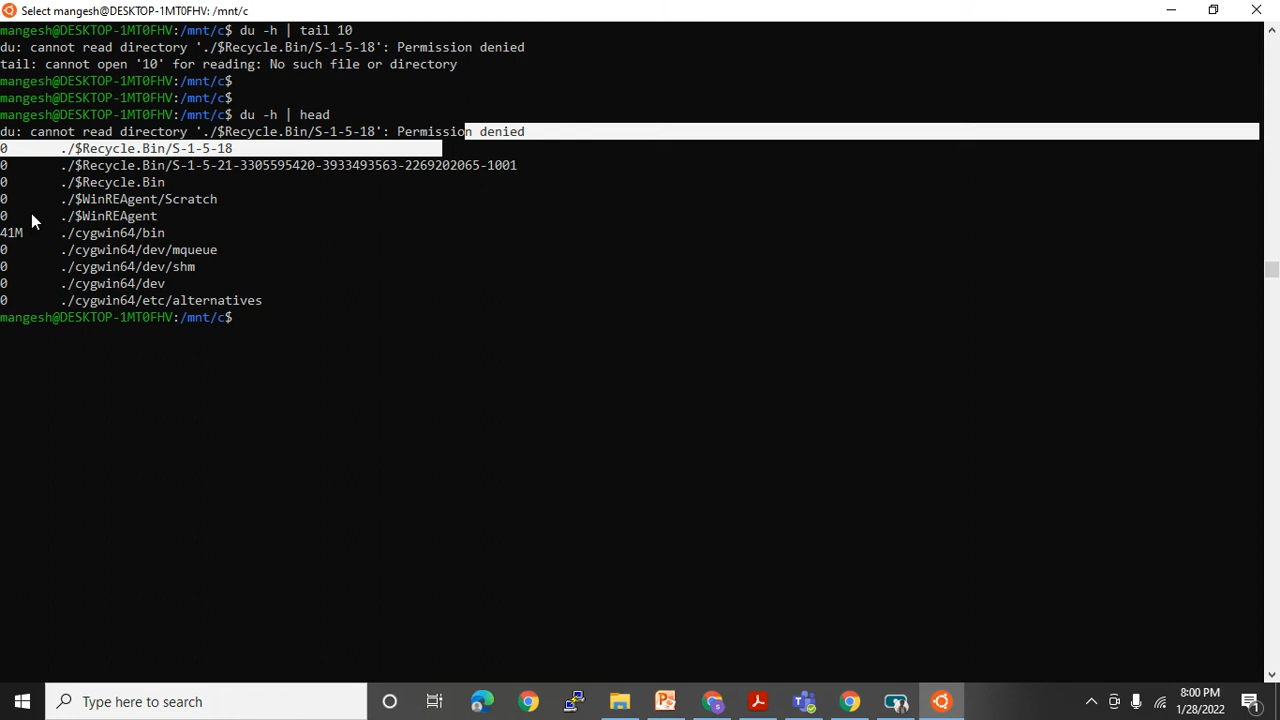 Select mangesh@DESKTOP-1MT0FHV: /mnt/c
mangesh@DESKTOP-1MT0FHV:/mnt/c$ du -h | tail 10
du: cannot read directory './$Recycle.Bin/S-1-5-18': Permission denied
tail: cannot open '10' for reading: No such file or directory
mangesh@DESKTOP-1MT0FHV:/mnt/c$
mangesh@DESKTOP-1MT0FHV:/mnt/c$
mangesh@DESKTOP-1MT0FHV:/mnt/c$ du -h | head
du: cannot read directory './$Recycle.Bin/S-1-5-18': Permission denied
0 ./$Recycle.Bin/S-1-5-18
0 ./$Recycle.Bin/S-1-5-21-3305595420-3933493563-2269202065-1001
0 ./$Recycle.Bin
0 ./$WinREAgent/Scratch
0 ./$WinREAgent
41M ./cygwin64/bin
0 ./cygwin64/dev/mqueue
0 ./cygwin64/dev/shm
0 ./cygwin64/dev
0 ./cygwin64/etc/alternatives
mangesh@DESKTOP-1MT0FHV:/mnt/c$
Type here to search
8:00 PM
1/28/2022